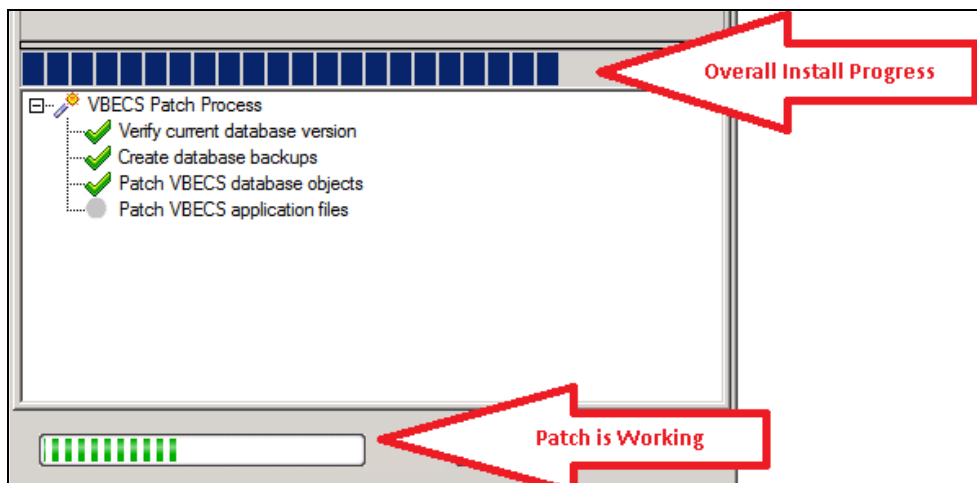 Overall Install Progress
VBECS Patch Process
Verify current database version
Create database backups
Patch VBECS database objects
Patch VBECS application files
Patch is Working